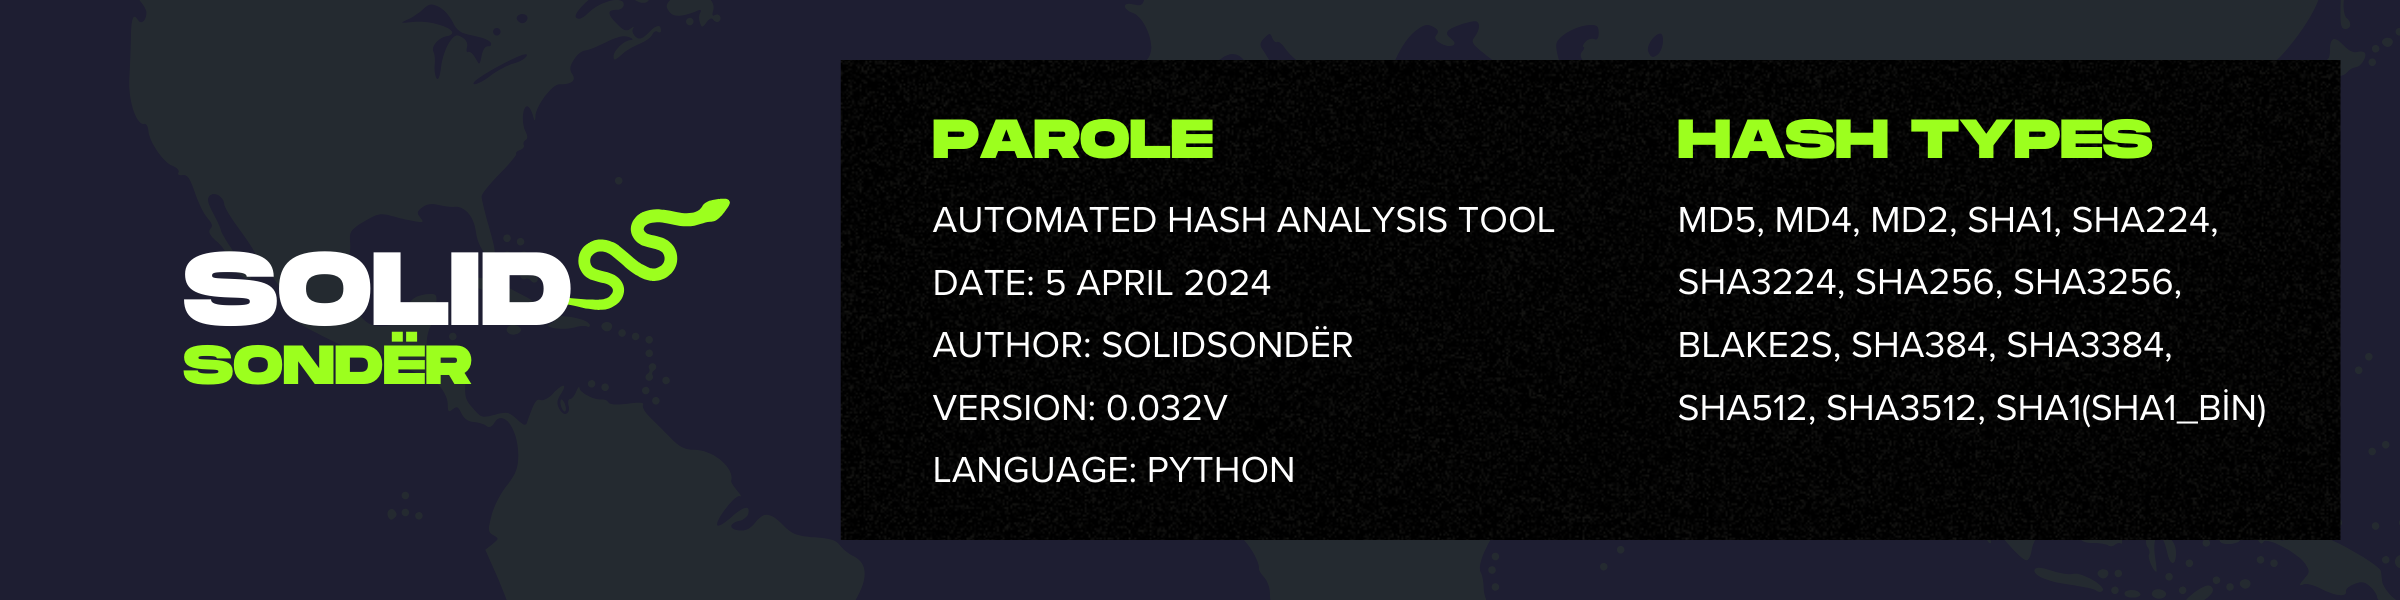 SOLID
SONDËR
PAROLE
AUTOMATED HASH ANALYSIS TOOL
DATE: 5 APRIL 2024
AUTHOR: SOLIDSONDËR
VERSION: 0.032V
LANGUAGE: PYTHON
HASH TYPES
MD5, MD4, MD2, SHA1, SHA224,
SHA3224, SHA256, SHA3256,
BLAKE2S, SHA384, SHA3384,
SHA512, SHA3512, SHA1(SHA1_BİN)